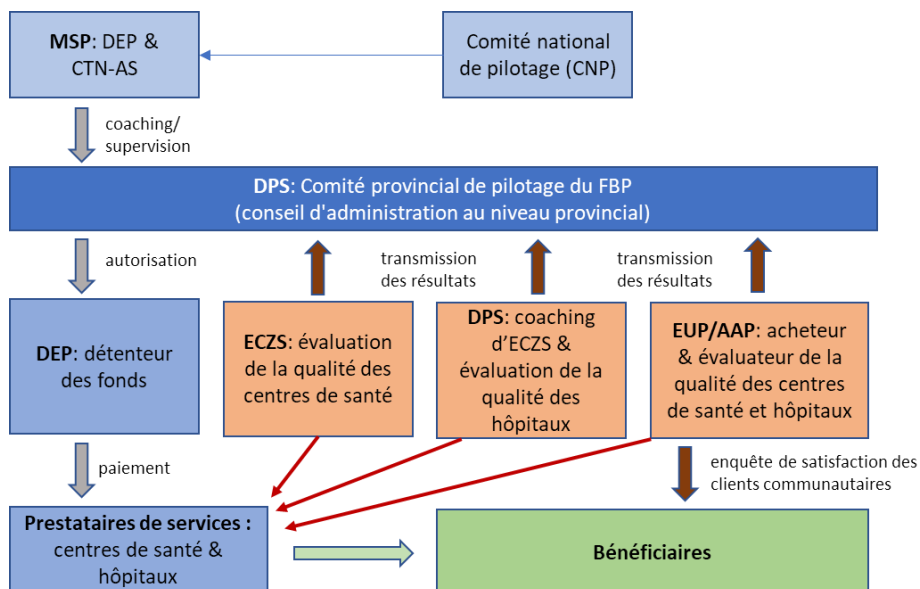 MSP: DEP &
CTN-AS
Comité national
de pilotage (CNP)
coaching/
supervision
DPS: Comité provincial de pilotage du FBP
(conseil d'administration au niveau provincial)
autorisation
transmission
des résultats
transmission
des résultats
DEP: détenteur
des fonds
ECZS: évaluation
de la qualité des
centres de santé
DPS: coaching
d’ECZS &
évaluation de la
qualité des
hôpitaux
EUP/AAP: acheteur
& évaluateur de la
qualité des centres
de santé et hôpitaux
paiement
enquête de satisfaction des
clients communautaires
Prestataires de services :
centres de santé &
hôpitaux
Bénéficiaires